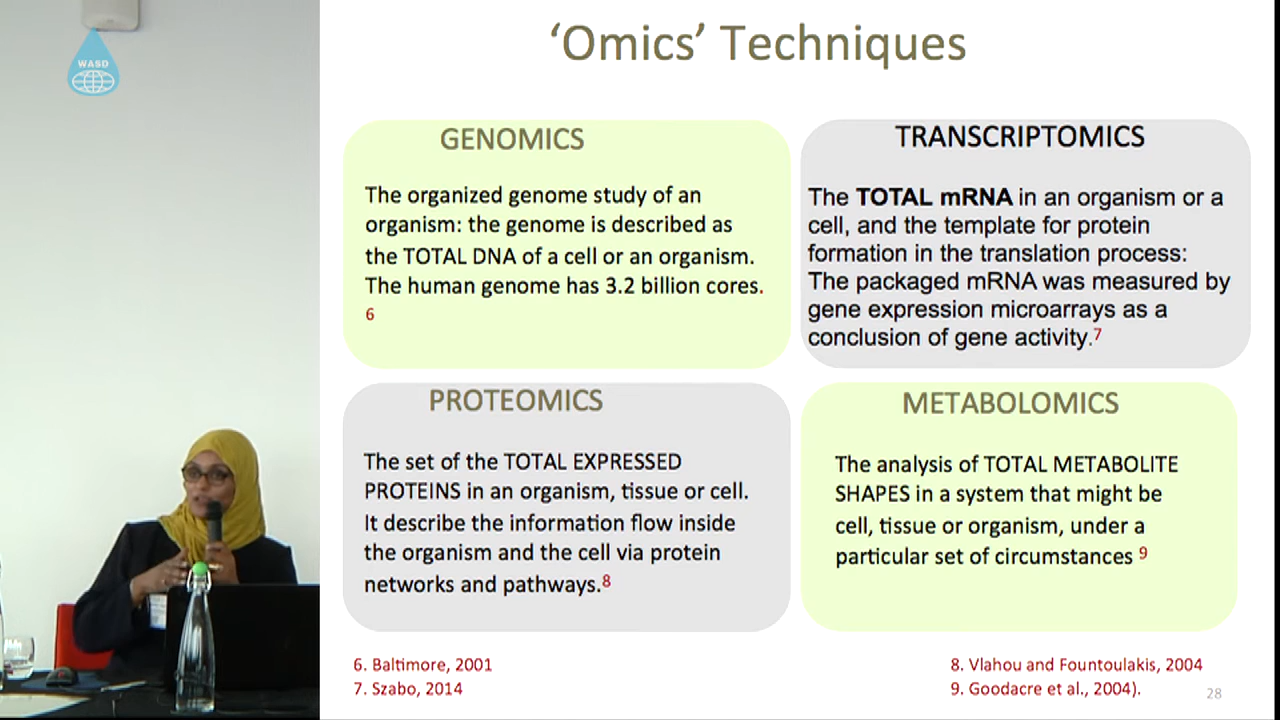 WASD
‘Omics’ Techniques
GENOMICS
The organized genome study of an
organism: the genome is described as
the TOTAL DNA of a cell or an organism.
The human genome has 3.2 billion cores.
6
TRANSCRIPTOMICS
The TOTAL mRNA in an organism or a
cell, and the template for protein
formation in the translation process:
The packaged mRNA was measured by
gene expression microarrays as a
conclusion of gene activity.7
PROTEOMICS
The set of the TOTAL EXPRESSED
PROTEINS in an organism, tissue or cell.
It describe the information flow inside
the organism and the cell via protein
networks and pathways.8
METABOLOMICS
The analysis of TOTAL METABOLITE
SHAPES in a system that might be
cell, tissue or organism, under a
particular set of circumstances 9
6. Baltimore, 2001
7. Szabo, 2014
8. Vlahou and Fountoulakis, 2004
9. Goodacre et al., 2004).
28